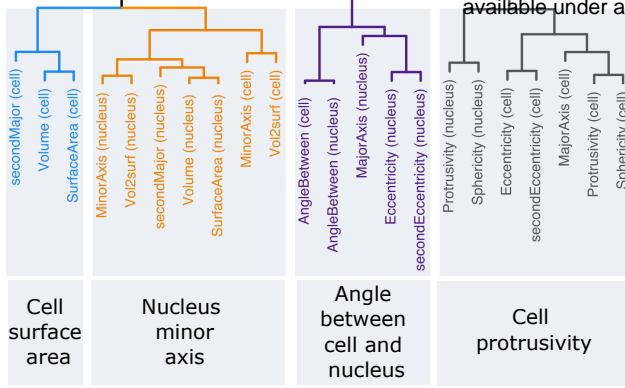 available under a
secondMajor (cell)
Volume (cell)
SurfaceArea (cell)
MinorAxis (nucleus)
Vol2surf (nucleus)
secondMajor (nucleus)
Volume (nucleus)
SurfaceArea (nucleus)
MinorAxis (cell)
Vol2surf (cell)
AngleBetween (cell)
AngleBetween (nucleus)
MajorAxis (nucleus)
Eccentricity (nucleus)
secondEccentricity (nucleus)
Protrusivity (nucleus)
Sphericity (nucleus)
Eccentricity (cell)
secondEccentricity (cell)
MajorAxis (cell)
Protrusivity (cell)
Sphericity (cell)
Cell
surface
area
Nucleus
minor
axis
Angle
between
cell and
nucleus
Cell
protrusivity